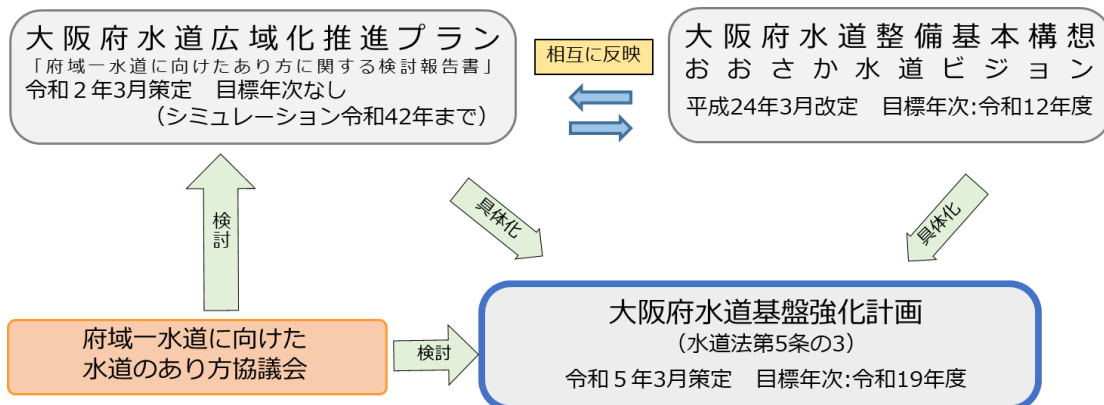 大阪府水道広域化推進プラン
「府域一水道に向けたあり方に関する検討報告書」
令和２年3月策定　目標年次なし
（シミュレーション令和42年まで）
相互に反映
大阪府水道整備基本構想
おおさか水道ビジョン
平成24年3月改定　目標年次:令和12年度
検討
具体化
具体化
府域一水道に向けた
水道のあり方協議会
検討
大阪府水道基盤強化計画
（水道法第5条の3）
令和５年3月策定　目標年次:令和19年度